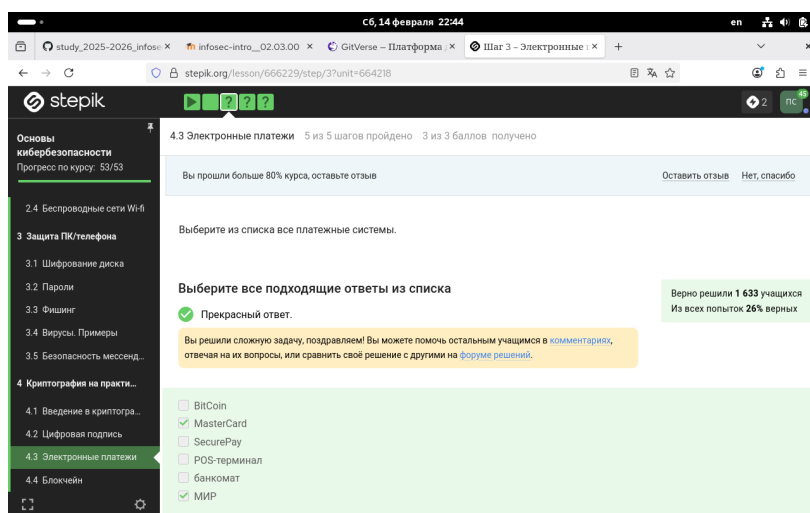 Сб, 14 февраля 22:44
en
study_2025-2026_infose
infosec-intro__02.03.00
GitVerse – Платформа
Шаг 3 – Электронные
stepik.org/lesson/666229/step/3?unit=664218
stepik
2
ПС
45
Основы
кибербезопасности
Прогресс по курсу: 53/53
2.4 Беспроводные сети Wi-fi
3 Защита ПК/телефона
3.1 Шифрование диска
3.2 Пароли
3.3 Фишинг
3.4 Вирусы. Примеры
3.5 Безопасность мессенд...
4 Криптография на практи...
4.1 Введение в криптогра...
4.2 Цифровая подпись
4.3 Электронные платежи
4.4 Блокчейн
4.3 Электронные платежи 5 из 5 шагов пройдено 3 из 3 баллов получено
Вы прошли больше 80% курса, оставьте отзыв
Оставить отзыв Нет, спасибо
Выберите из списка все платежные системы.
Выберите все подходящие ответы из списка
Прекрасный ответ.
Верно решили 1 633 учащихся
Из всех попыток 26% верных
Вы решили сложную задачу, поздравляем! Вы можете помочь остальным учащимся в комментариях,
отвечая на их вопросы, или сравнить своё решение с другими на форуме решений.
BitCoin
MasterCard
SecurePay
POS-терминал
банкомат
МИР